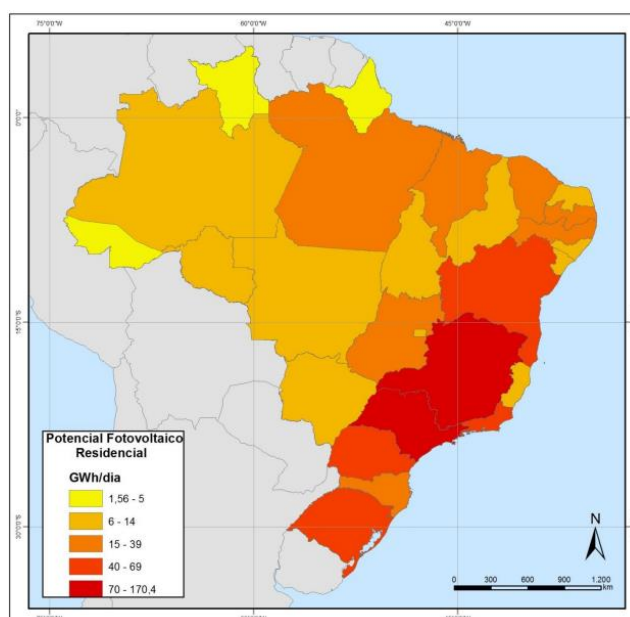 75°0'0"W 60°0'0"W 45°0'0"W
0°0'0"
15°0'0"S
30°0'0"S
Potencial Fotovoltaico
Residencial
GWh/dia
1,56 - 5
6 - 14
15 - 39
40 - 69
70 - 170,4
N
0 300 600 900 1.200
km